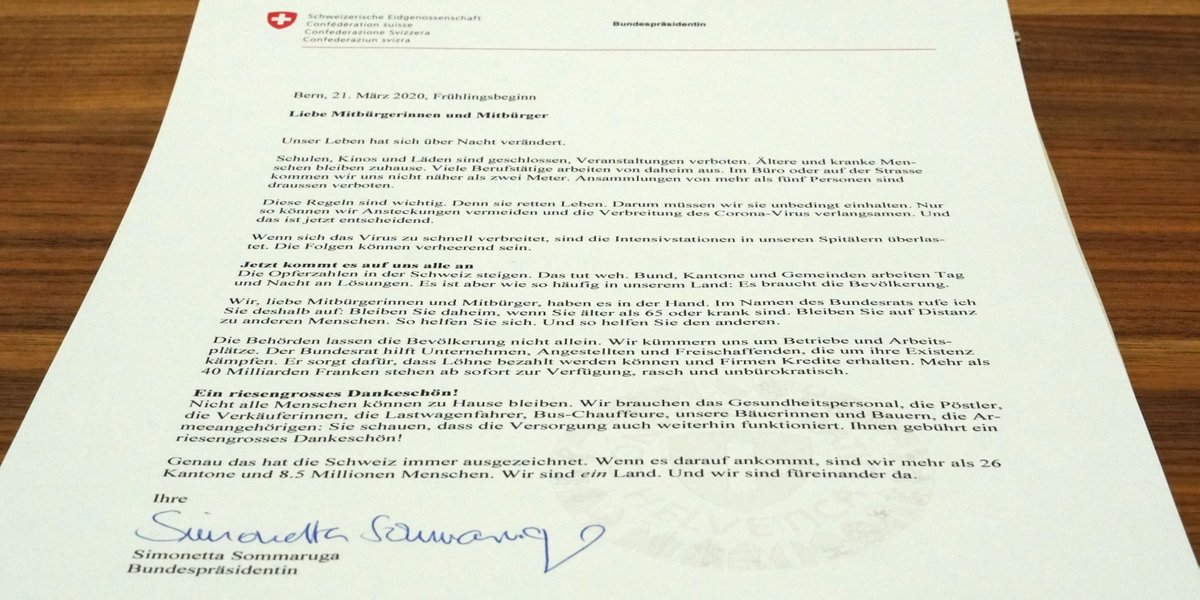 Schweizerische Eidgenossenschaft
Confédération suisse
Confederazione Svizzera
Confederaziun svizra
Bundespräsidentin
Bern, 21. März 2020, Frühlingsbeginn
Liebe Mitbürgerinnen und Mitbürger
Unser Leben hat sich über Nacht verändert.
Schulen, Kinos und Läden sind geschlossen, Veranstaltungen verboten. Ältere und kranke Men-
schen bleiben zuhause. Viele Berufstätige arbeiten von daheim aus. Im Büro oder auf der Strasse
kommen wir uns nicht näher als zwei Meter. Ansammlungen von mehr als fünf Personen sind
draussen verboten.
Diese Regeln sind wichtig. Denn sie retten Leben. Darum müssen wir sie unbedingt einhalten. Nur
so können wir Ansteckungen vermeiden und die Verbreitung des Corona-Virus verlangsamen. Und
das ist jetzt entscheidend.
Wenn sich das Virus zu schnell verbreitet, sind die Intensivstationen in unseren Spitälern überlas-
tet. Die Folgen können verheerend sein.
Jetzt kommt es auf uns alle an
Die Opferzahlen in der Schweiz steigen. Das tut weh. Bund, Kantone und Gemeinden arbeiten Tag
und Nacht an Lösungen. Es ist aber wie so häufig in unserem Land: Es braucht die Bevölkerung.
Wir, liebe Mitbürgerinnen und Mitbürger, haben es in der Hand. Im Namen des Bundesrats rufe ich
Sie deshalb auf: Bleiben Sie daheim, wenn Sie älter als 65 oder krank sind. Bleiben Sie auf Distanz
zu anderen Menschen. So helfen Sie sich. Und so helfen Sie den anderen.
Die Behörden lassen die Bevölkerung nicht allein. Wir kümmern uns um Betriebe und Arbeits-
plätze. Der Bundesrat hilft Unternehmen, Angestellten und Freischaffenden, die um ihre Existenz
kämpfen. Er sorgt dafür, dass Löhne bezahlt werden können und Firmen Kredite erhalten. Mehr als
40 Milliarden Franken stehen ab sofort zur Verfügung, rasch und unbürokratisch.
Ein riesengrosses Dankeschön!
Nicht alle Menschen können zu Hause bleiben. Wir brauchen das Gesundheitspersonal, die Pöstler,
die Verkäuferinnen, die Lastwagenfahrer, Bus-Chauffeure, unsere Bäuerinnen und Bauern, die Ar-
meeangehörigen: Sie schauen, dass die Versorgung auch weiterhin funktioniert. Ihnen gebührt ein
riesengrosses Dankeschön!
Genau das hat die Schweiz immer ausgezeichnet. Wenn es darauf ankommt, sind wir mehr als 26
Kantone und 8.5 Millionen Menschen. Wir sind ein Land. Und wir sind füreinander da.
Ihre
Simonetta Sommaruga
Simonetta Sommaruga
Bundespräsidentin